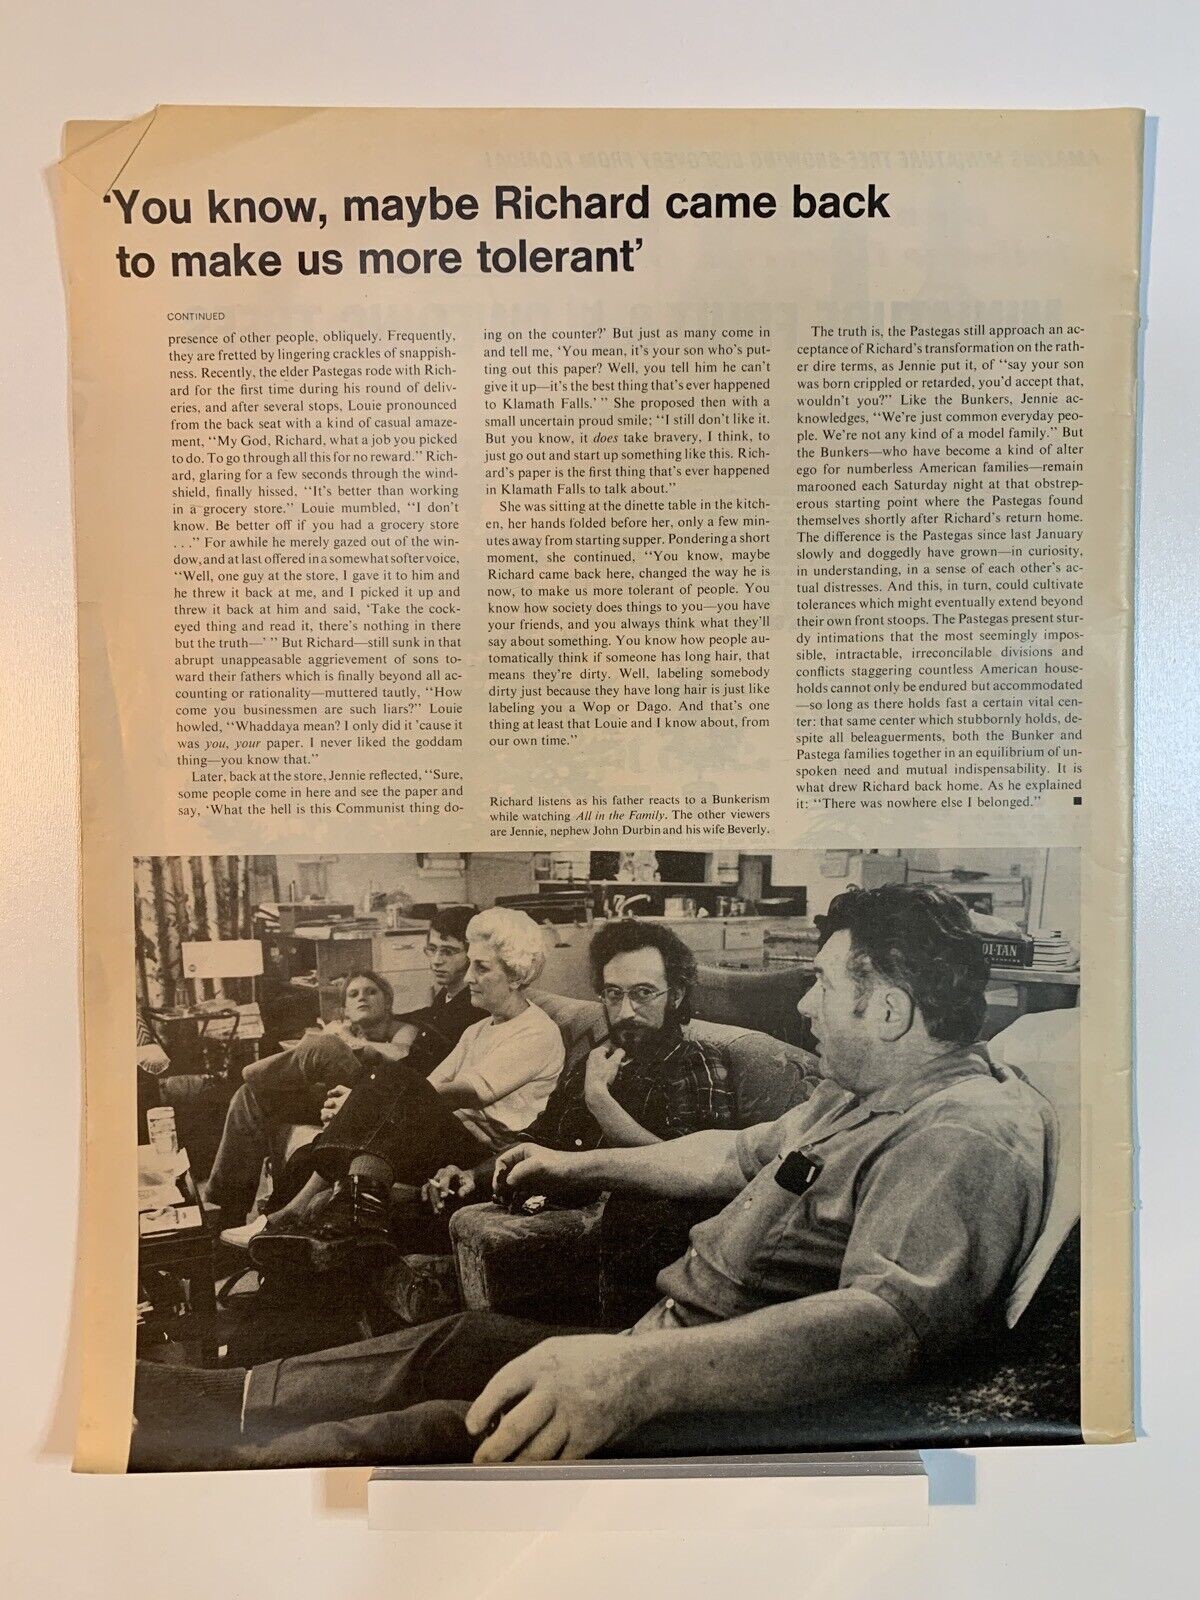 ‘You know, maybe Richard came back
to make us more tolerant’
CONTINUED
presence of other people, obliquely. Frequently,
they are fretted by lingering crackles of snappish-
ness. Recently, the elder Pastegas rode with Rich-
ard for the first time during his round of deliv-
eries, and after several stops, Louie pronounced
from the back seat with a kind of casual amaze-
ment, “My God, Richard, what a job you picked
to do. To go through all this for no reward.” Rich-
ard, glaring for a few seconds through the wind-
shield, finally hissed, “It's better than working
in a grocery store.” Louie mumbled, “I don't
know. Be better off if you had a grocery store
. . .” For awhile he merely gazed out of the win-
dow, and at last offered in a somewhat softer voice,
“Well, one guy at the store, I gave it to him and
he threw it back at me, and I picked it up and
threw it back at him and said, ‘Take the cock-
eyed thing and read it, there's nothing in there
but the truth—’ ” But Richard—still sunk in that
abrupt unappeasable aggrievement of sons to-
ward their fathers which is finally beyond all ac-
counting or rationality—muttered tautly, “How
come you businessmen are such liars?” Louie
howled, “Whaddaya mean? I only did it 'cause it
was you, your paper. I never liked the goddam
thing—you know that.”
Later, back at the store, Jennie reflected, “Sure,
some people come in here and see the paper and
say, ‘What the hell is this Communist thing do-
ing on the counter?’ But just as many come in
and tell me, ‘You mean, it's your son who's put-
ting out this paper? Well, you tell him he can't
give it up—it's the best thing that's ever happened
to Klamath Falls.’ ” She proposed then with a
small uncertain proud smile: “I still don't like it.
But you know, it does take bravery, I think, to
just go out and start up something like this. Rich-
ard's paper is the first thing that's ever happened
in Klamath Falls to talk about.”
She was sitting at the dinette table in the kitch-
en, her hands folded before her, only a few min-
utes away from starting supper. Pondering a short
moment, she continued, “You know, maybe
Richard came back here, changed the way he is
now, to make us more tolerant of people. You
know how society does things to you—you have
your friends, and you always think what they'll
say about something. You know how people au-
tomatically think if someone has long hair, that
means they're dirty. Well, labeling somebody
dirty just because they have long hair is just like
labeling you a Wop or Dago. And that's one
thing at least that Louie and I know about, from
our own time.”
Richard listens as his father reacts to a Bunkerism
while watching All in the Family. The other viewers
are Jennie, nephew John Durbin and his wife Beverly.
The truth is, the Pastegas still approach an ac-
ceptance of Richard's transformation on the rath-
er dire terms, as Jennie put it, of “say your son
was born crippled or retarded, you'd accept that,
wouldn't you?” Like the Bunkers, Jennie ac-
knowledges, “We're just common everyday peo-
ple. We're not any kind of a model family.” But
the Bunkers—who have become a kind of alter
ego for numberless American families—remain
marooned each Saturday night at that obstrep-
erous starting point where the Pastegas found
themselves shortly after Richard's return home.
The difference is the Pastegas since last January
slowly and doggedly have grown—in curiosity,
in understanding, in a sense of each other's ac-
tual distresses. And this, in turn, could cultivate
tolerances which might eventually extend beyond
their own front stoops. The Pastegas present stur-
dy intimations that the most seemingly impos-
sible, intractable, irreconcilable divisions and
conflicts staggering countless American house-
holds cannot only be endured but accommodated
—so long as there holds fast a certain vital cen-
ter: that same center which stubbornly holds, de-
spite all beleaguerments, both the Bunker and
Pastega families together in an equilibrium of un-
spoken need and mutual indispensability. It is
what drew Richard back home. As he explained
it: “There was nowhere else I belonged.” ■
OI-TAN